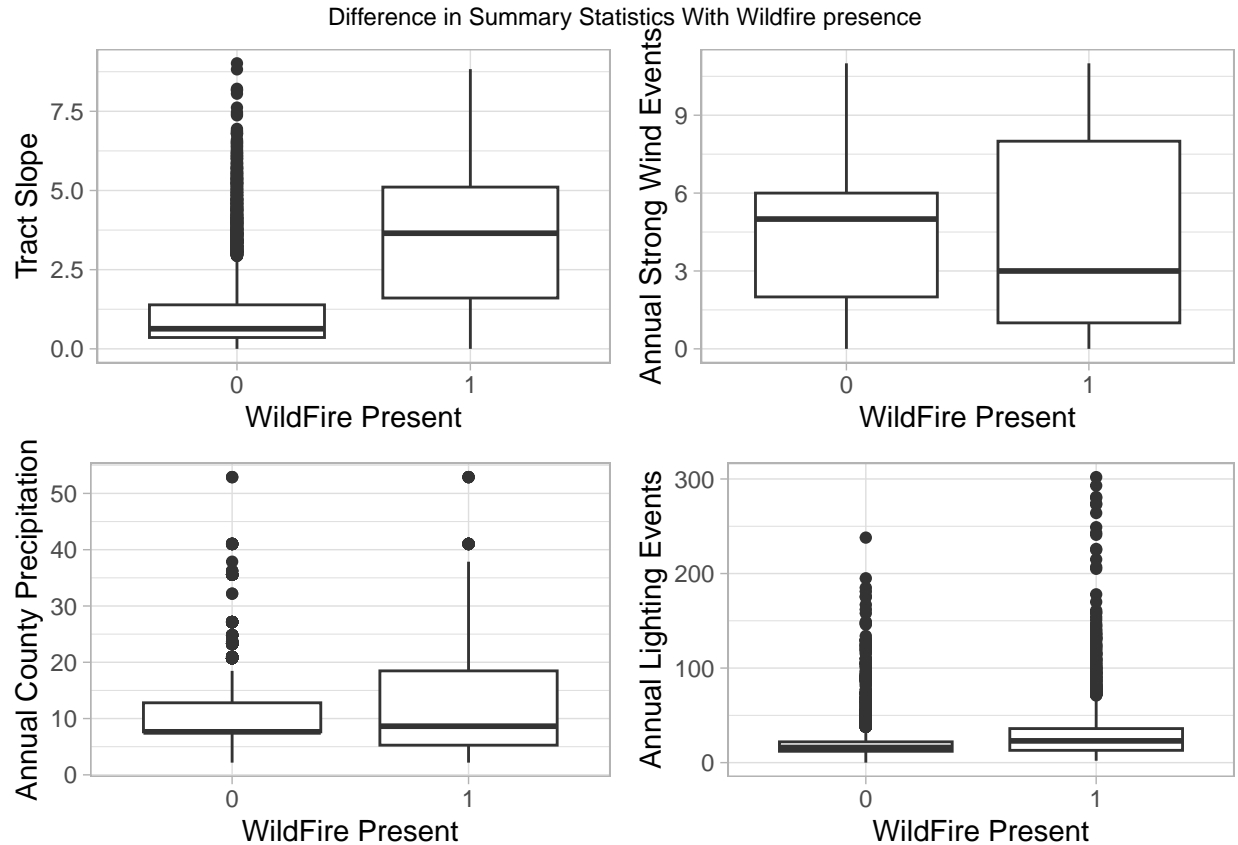 Difference in Summary Statistics With Wildfire presence
Tract Slope
7.5
5.0
2.5
0.0
0 1
WildFire Present
Annual Strong Wind Events
9
6
3
0
0 1
WildFire Present
Annual County Precipitation
50
40
30
20
10
0
0 1
WildFire Present
Annual Lighting Events
300
200
100
0
0 1
WildFire Present